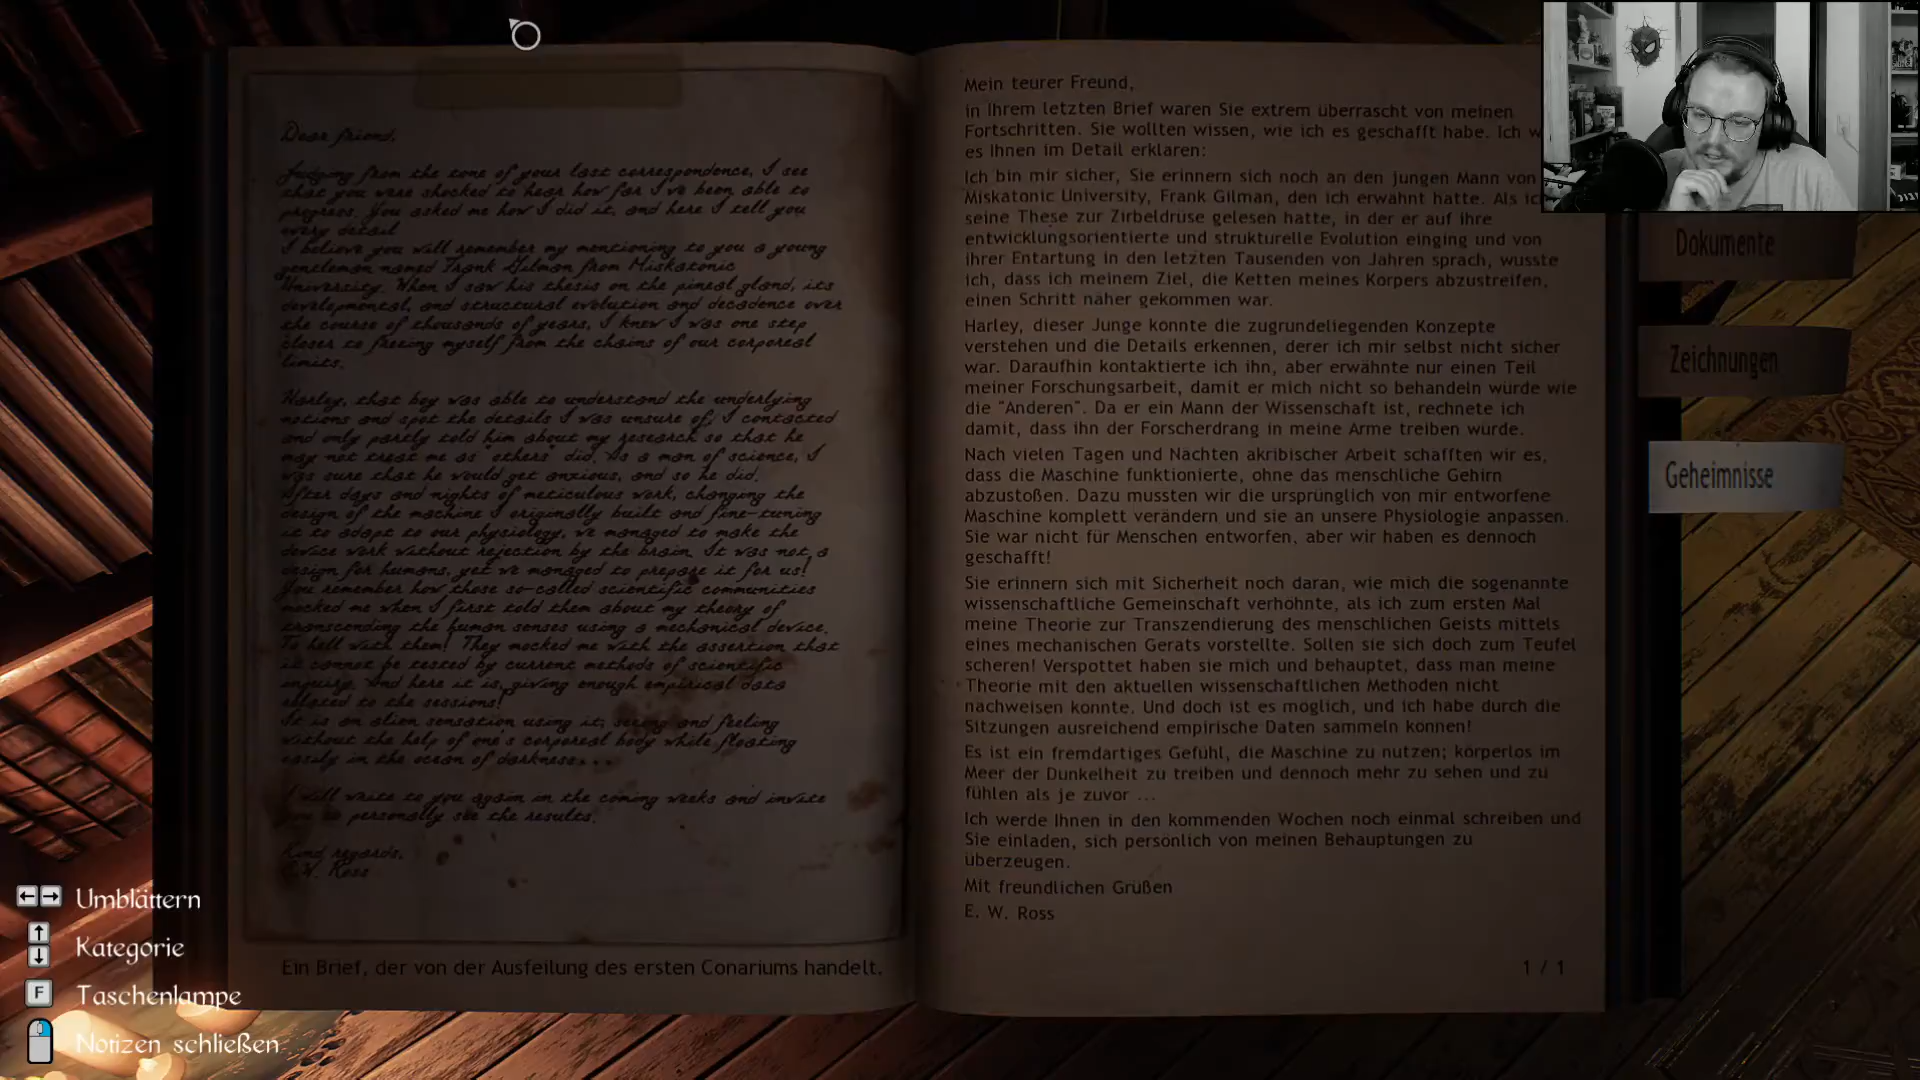 Dear friend,
Judging from the tone of your last correspondence, I see
that you were shocked to hear how far I've been able to
progress. You asked me how I did it, and here I tell you
every detail
I believe you will remember my mentioning to you a young
gentleman named Frank Gilman from Miskatonic
University. When I saw his thesis on the pineal gland, its
developmental, and structural evolution and decadence over
the course of thousands of years, I knew I was one step
closer to freeing myself from the chains of our corporeal
limits.
Harley, that boy was able to understand the underlying
notions and spot the details I was unsure of, I contacted
and only partly told him about my research so that he
may not treat me as "others" did. As a man of science, I
was sure that he would get anxious, and so he did.
After days and nights of meticulous work, changing the
design of the machine I originally built and fine-tuning
it to adapt to our physiology, we managed to make the
device work without rejection by the brain. It was not a
design for humans, yet we managed to prepare it for us!
You remember how those so-called scientific communities
mocked me when I first told them about my theory of
transcending the human senses using a mechanical device.
To hell with them! They mocked me with the assertion that
it cannot be tested by current methods of scientific
inquiry. And here it is, giving enough empirical data
related to the sessions!
It is an alien sensation using it; seeing and feeling
without the help of one's corporeal body while floating
easily in the ocean of darkness...
I will write to you again in the coming weeks and invite
you to personally see the results.
Kind regards,
E.W. Ross
Ein Brief, der von der Ausfeilung des ersten Conariums handelt.
Mein teurer Freund,
in Ihrem letzten Brief waren Sie extrem überrascht von meinen
Fortschritten. Sie wollten wissen, wie ich es geschafft habe. Ich
es Ihnen im Detail erklären:
Ich bin mir sicher, Sie erinnern sich noch an den jungen Mann von
Miskatonic University, Frank Gilman, den ich erwähnt hatte. Als
seine These zur Zirbeldrüse gelesen hatte, in der er auf ihre
entwicklungsorientierte und strukturelle Evolution einging und von
ihrer Entartung in den letzten Tausenden von Jahren sprach, wusste
ich, dass ich meinem Ziel, die Ketten meines Körpers abzustreifen,
einen Schritt näher gekommen war.
Harley, dieser Junge konnte die zugrundeliegenden Konzepte
verstehen und die Details erkennen, derer ich mir selbst nicht sicher
war. Daraufhin kontaktierte ich ihn, aber erwähnte nur einen Teil
meiner Forschungsarbeit, damit er mich nicht so behandeln würde wie
die "Anderen". Da er ein Mann der Wissenschaft ist, rechnete ich
damit, dass ihn der Forscherdrang in meine Arme treiben würde.
Nach vielen Tagen und Nächten akribischer Arbeit schafften wir es,
dass die Maschine funktionierte, ohne das menschliche Gehirn
abzustoßen. Dazu mussten wir die ursprünglich von mir entworfene
Maschine komplett verändern und sie an unsere Physiologie anpassen.
Sie war nicht für Menschen entworfen, aber wir haben es dennoch
geschafft!
Sie erinnern sich mit Sicherheit noch daran, wie mich die sogenannte
wissenschaftliche Gemeinschaft verhöhnte, als ich zum ersten Mal
meine Theorie zur Transzendierung des menschlichen Geists mittels
eines mechanischen Geräts vorstellte. Sollen sie sich doch zum Teufel
scheren! Verspottet haben sie mich und behauptet, dass man meine
Theorie mit den aktuellen wissenschaftlichen Methoden nicht
nachweisen könnte. Und doch ist es möglich, und ich habe durch die
Sitzungen ausreichend empirische Daten sammeln können!
Es ist ein fremdartiges Gefühl, die Maschine zu nutzen; körperlos im
Meer der Dunkelheit zu treiben und dennoch mehr zu sehen und zu
fühlen als je zuvor ...
Ich werde Ihnen in den kommenden Wochen noch einmal schreiben und
Sie einladen, sich persönlich von meinen Behauptungen zu
überzeugen.
Mit freundlichen Grüßen
E. W. Ross
1 / 1
Dokumente
Zeichnungen
Geheimnisse
Umblättern
Kategorie
F Taschenlampe
Notizen schließen